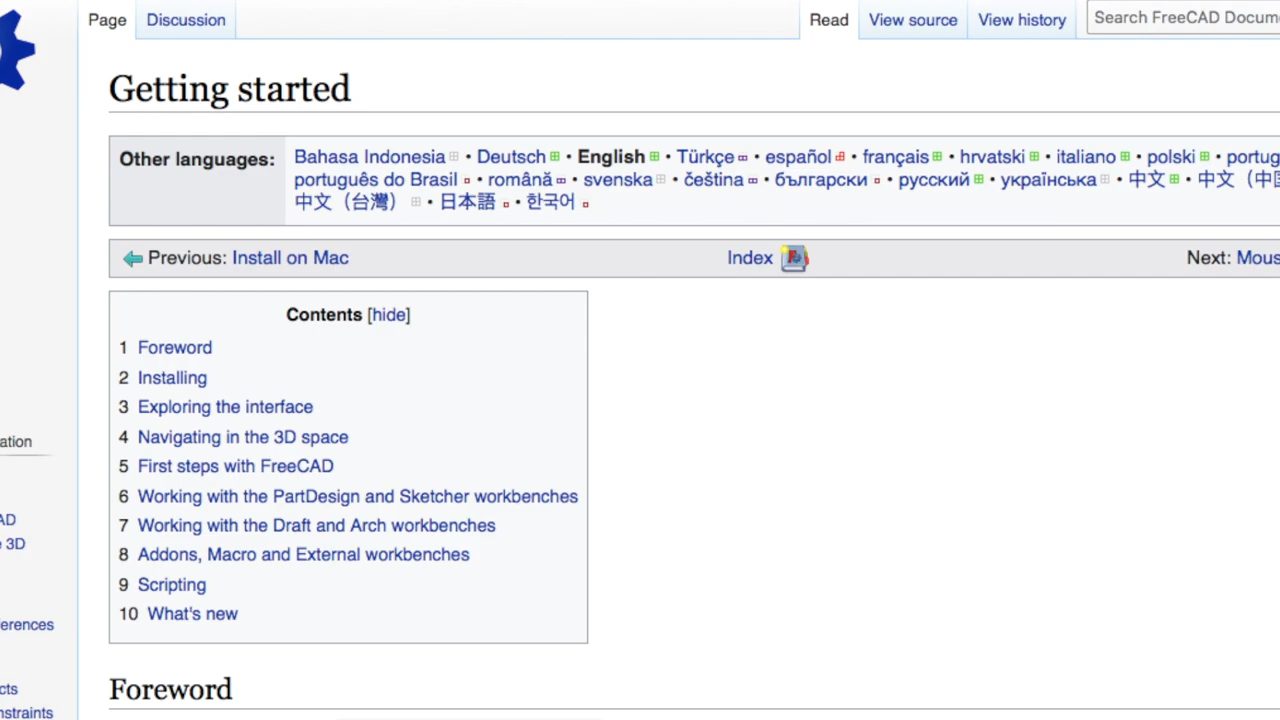 Page Discussion Read View source View history Search FreeCAD
Getting started
Other languages: Bahasa Indonesia • Deutsch • English • Türkçe • español • français • hrvatski • italiano • polski •
português do Brasil • română • svenska • čeština • български • русский • українська • 中文 • 中文
中文（台灣） • 日本語 • 한국어
Previous: Install on Mac Index Next:
Contents [hide]
1 Foreword
2 Installing
3 Exploring the interface
ation
4 Navigating in the 3D space
5 First steps with FreeCAD
6 Working with the PartDesign and Sketcher workbenches
AD
7 Working with the Draft and Arch workbenches
3D
8 Addons, Macro and External workbenches
9 Scripting
10 What's new
erences
Foreword
cts
nstraints